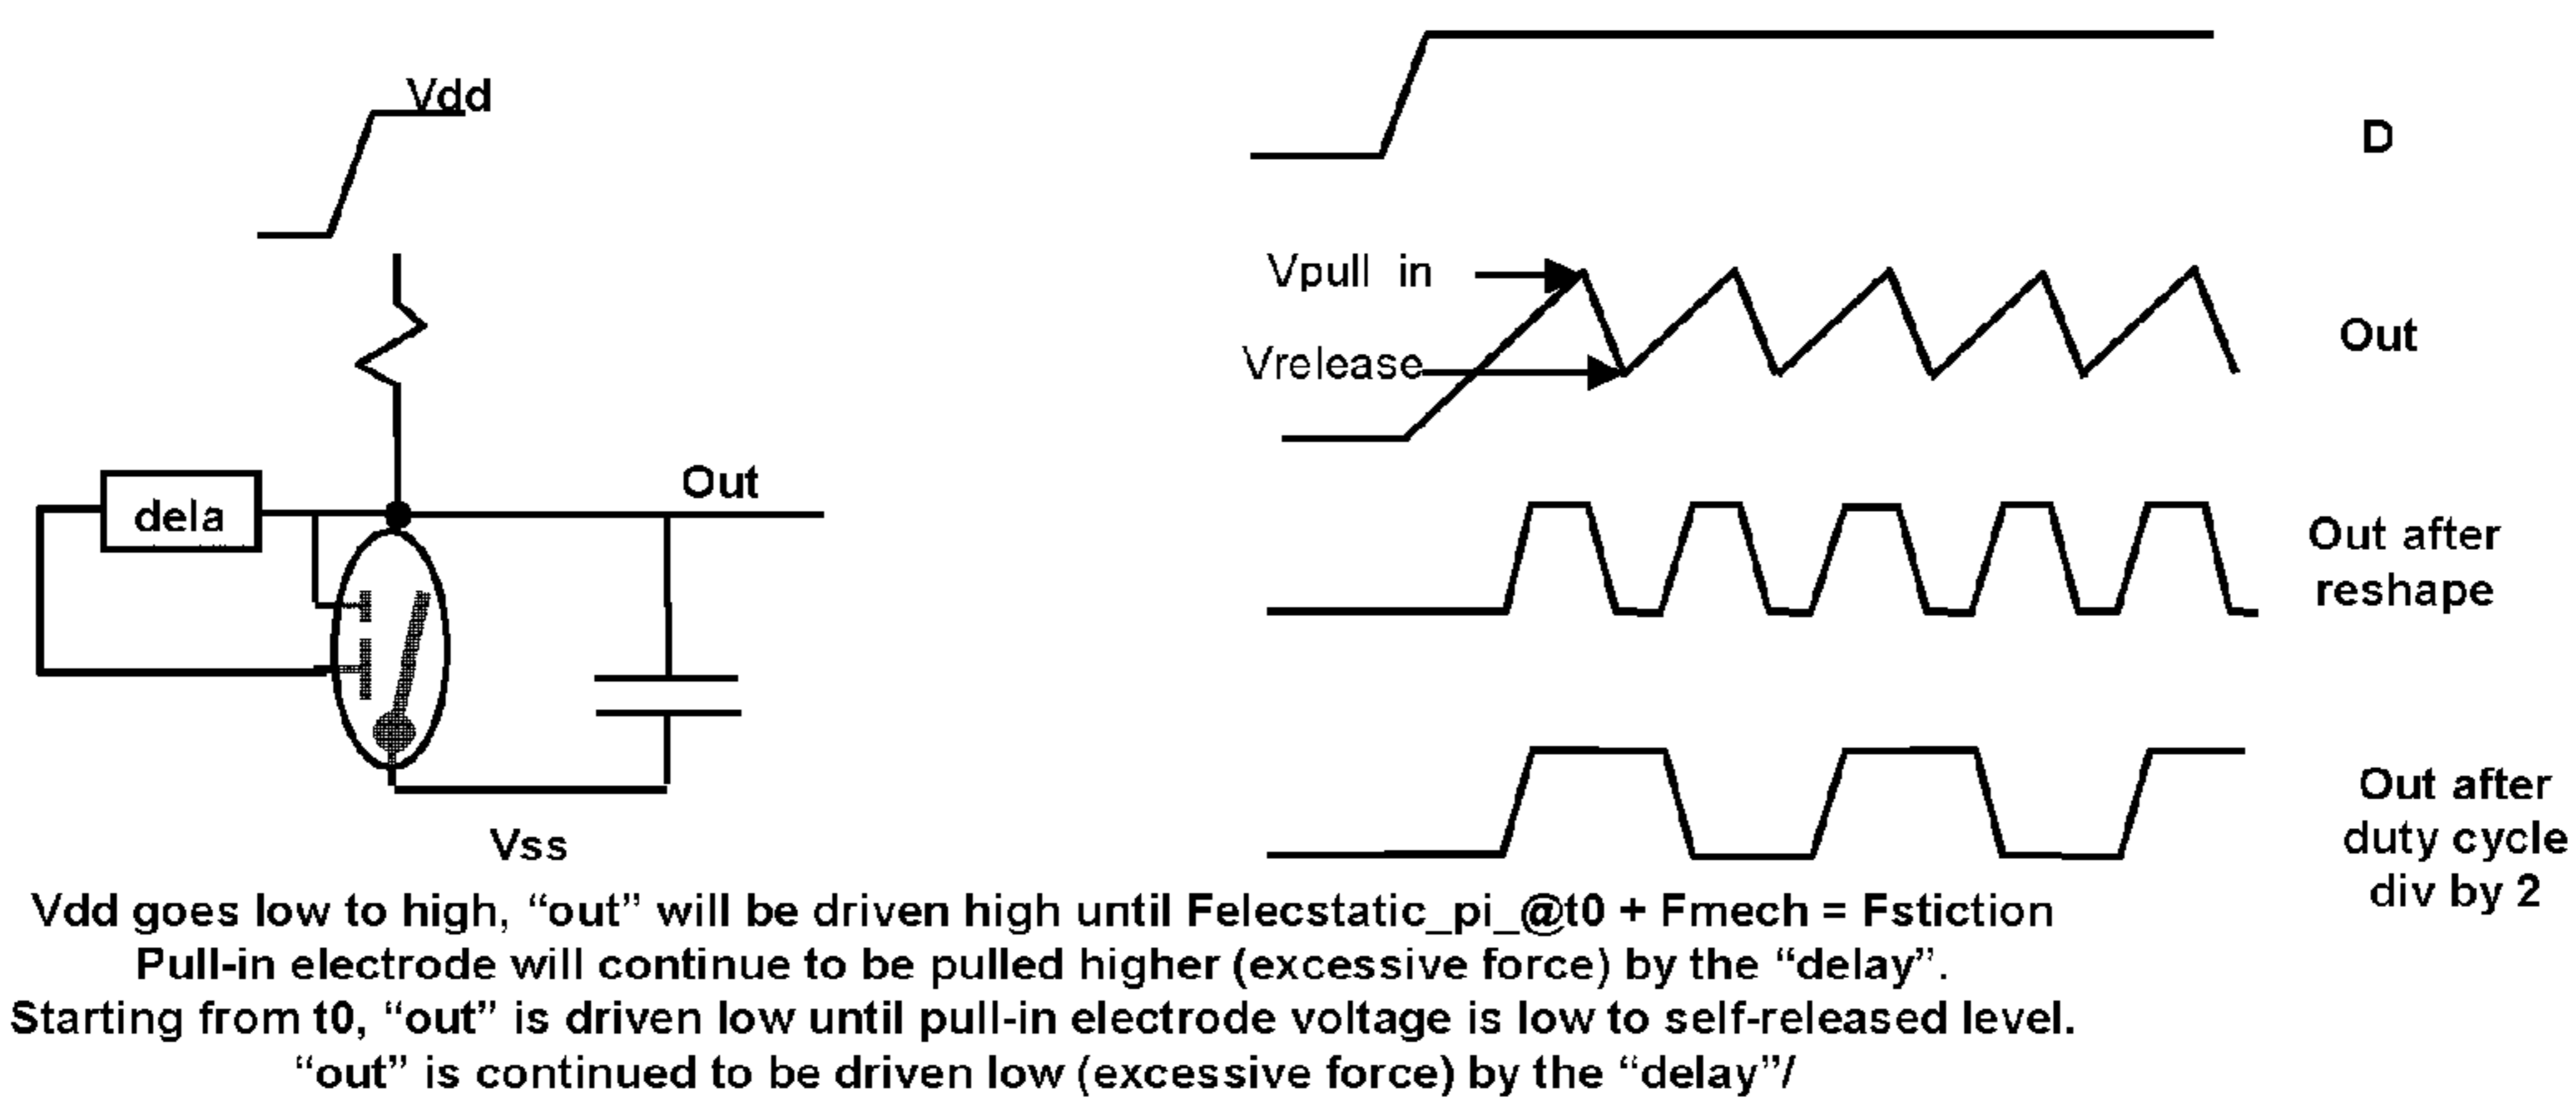 Vdd
D
Vpull in
Out
Vrelease
Out
dela
Out after
reshape
Out after
duty cycle
div by 2
Vss
Vdd goes low to high, “out” will be driven high until Felecstatic_pi_@t0 + Fmech = Fstiction
Pull-in electrode will continue to be pulled higher (excessive force) by the “delay”.
Starting from t0, “out” is driven low until pull-in electrode voltage is low to self-released level.
“out” is continued to be driven low (excessive force) by the “delay”/